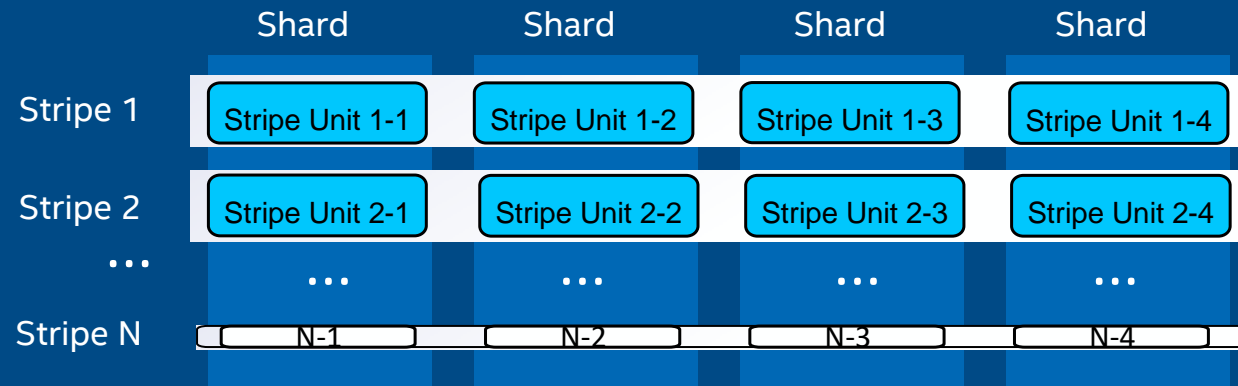 Shard Shard Shard Shard
Stripe 1 Stripe Unit 1-1 Stripe Unit 1-2 Stripe Unit 1-3 Stripe Unit 1-4
Stripe 2 Stripe Unit 2-1 Stripe Unit 2-2 Stripe Unit 2-3 Stripe Unit 2-4
...
... ... ... ...
Stripe N N-1 N-2 N-3 N-4